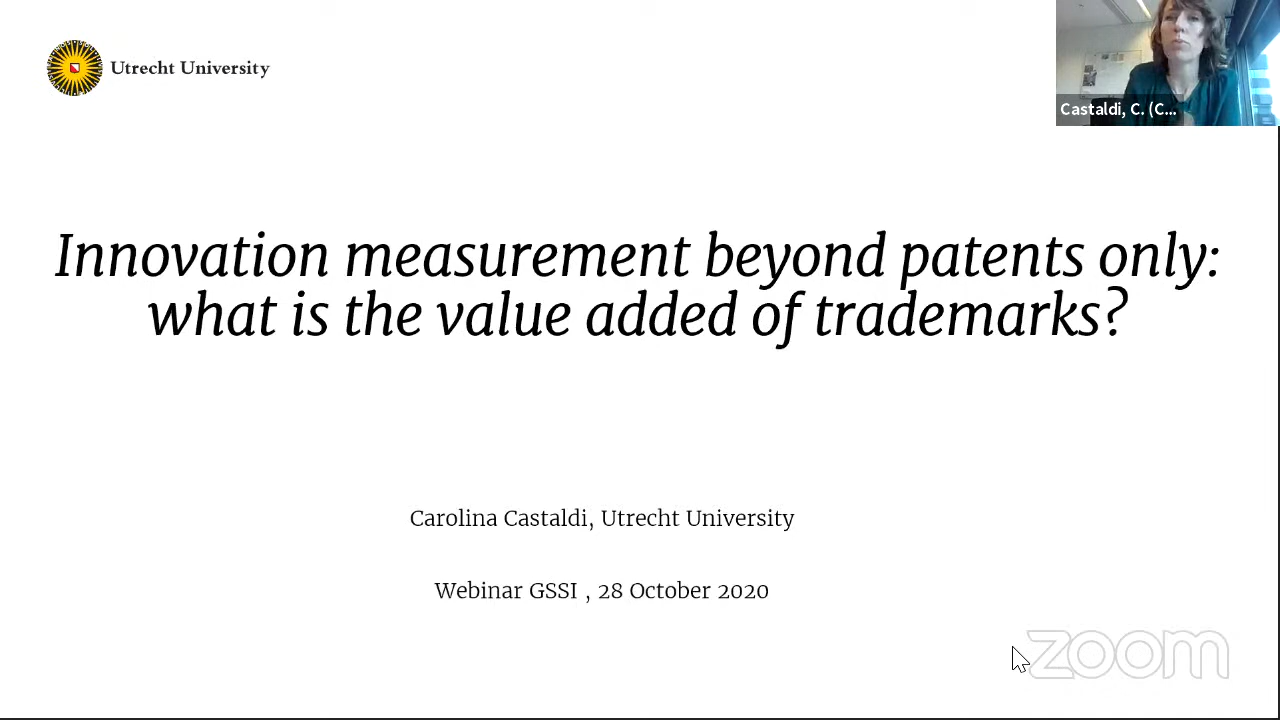 Utrecht University
Castaldi, C. (C...
Innovation measurement beyond patents only:
what is the value added of trademarks?
Carolina Castaldi, Utrecht University
Webinar GSSI , 28 October 2020
zoom